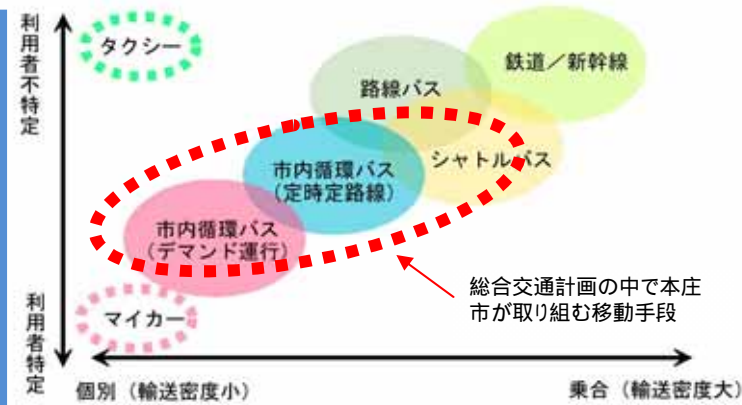 利用者不特定
タクシー
鉄道／新幹線
路線バス
シャトルバス
市内循環バス
（定時定路線）
市内循環バス
（デマンド運行）
総合交通計画の中で本庄
市が取り組む移動手段
利用者特定
マイカー
個別（輸送密度小）
乗合（輸送密度大）